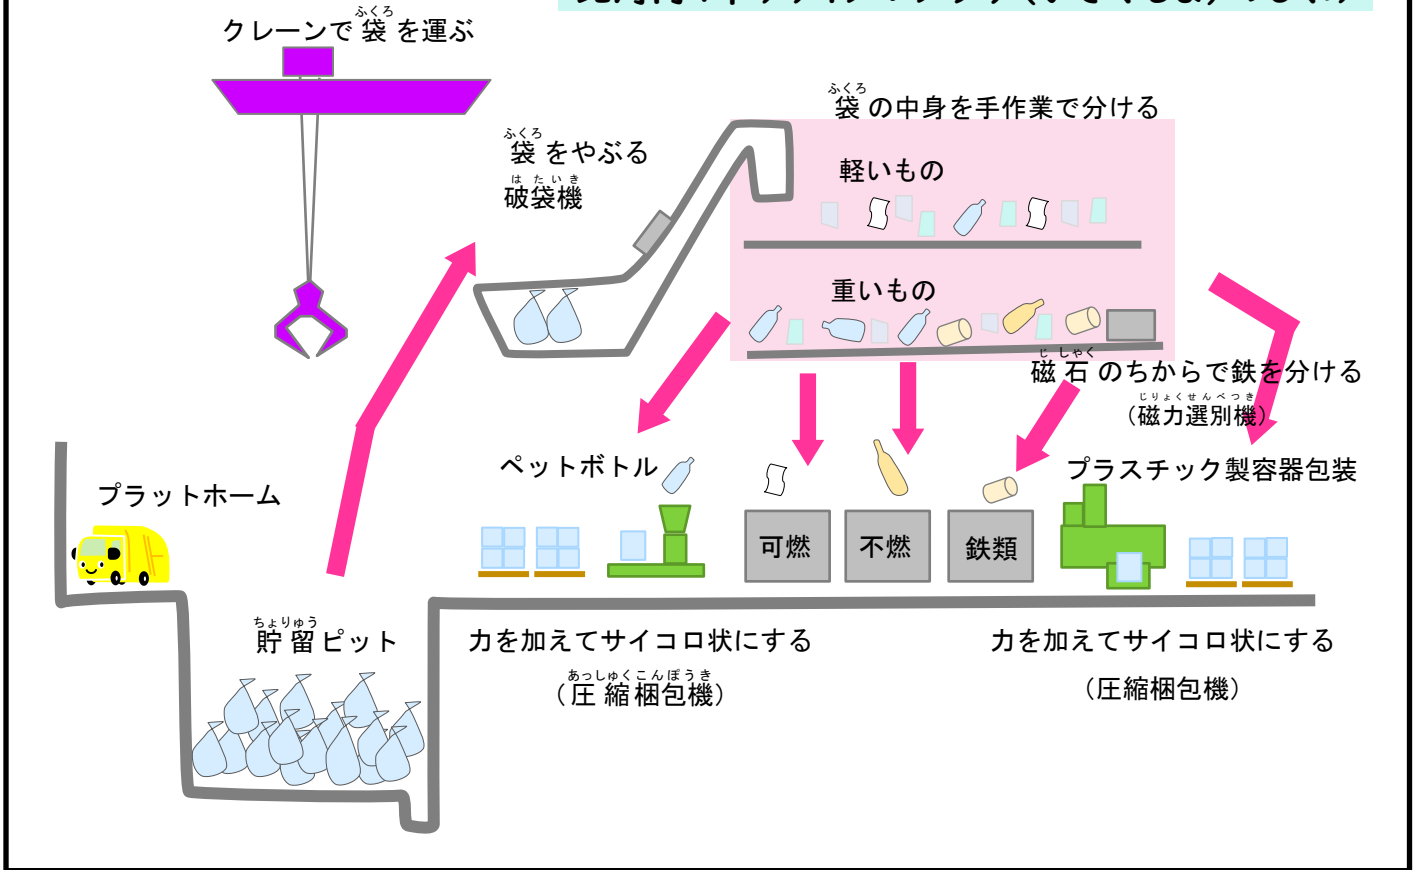 クレーンで袋を運ぶ
ふくろ
袋の中身を手作業で分ける
ふくろ
袋をやぶる
ふくろ
破袋機
はたいき
軽いもの
重いもの
磁石のちからで鉄を分ける
じしゃく
（磁力選別機）
じりょくせんべつき
ペットボトル
プラスチック製容器包装
プラットホーム
可燃
不燃
鉄類
貯留ピット
ちょりゅう
力を加えてサイコロ状にする
（圧縮梱包機）
あっしゅくこんぽうき
力を加えてサイコロ状にする
（圧縮梱包機）